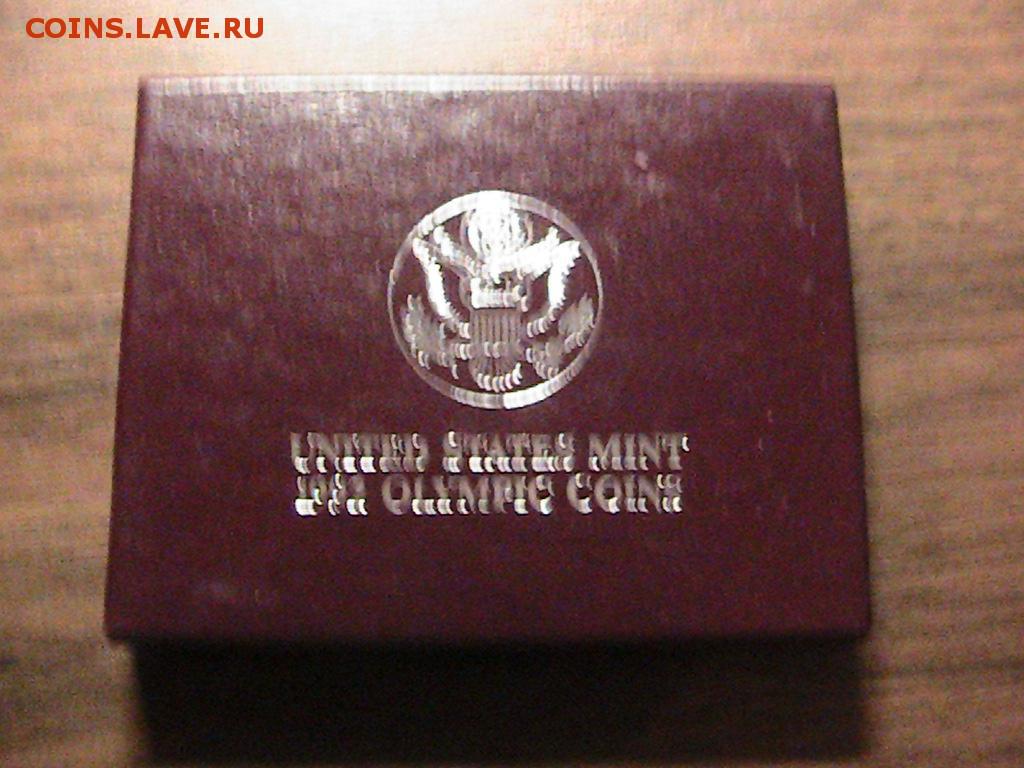 COINS.LAVE.RU
UNITED STATES MINT
OLYMPIC COINS